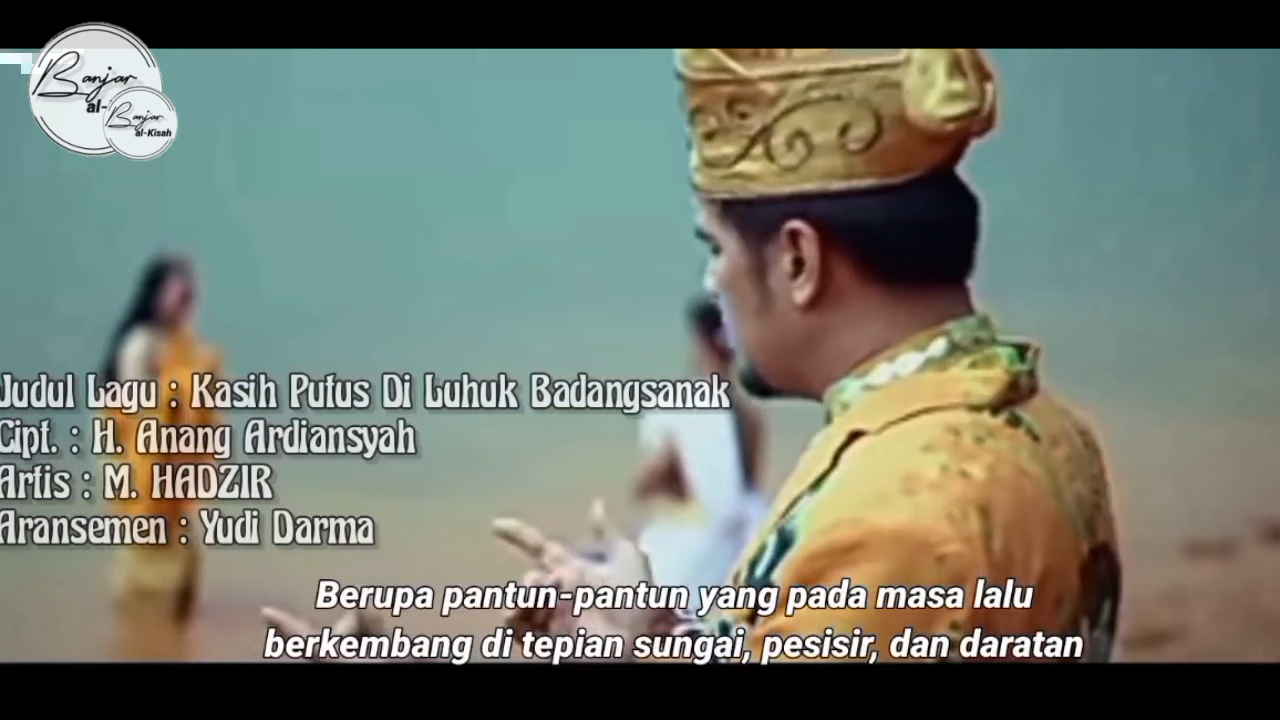 Banjar
al-
Banjar
al-Kisah
Judul Lagu : Kasih Putus Di Luhuk Badangsanak
Cipt. : H. Anang Ardiansyah
Artis : M. HADZIR
Aransemen : Yudi Darma
Berupa pantun-pantun yang pada masa lalu
berkembang di tepian sungai, pesisir, dan daratan